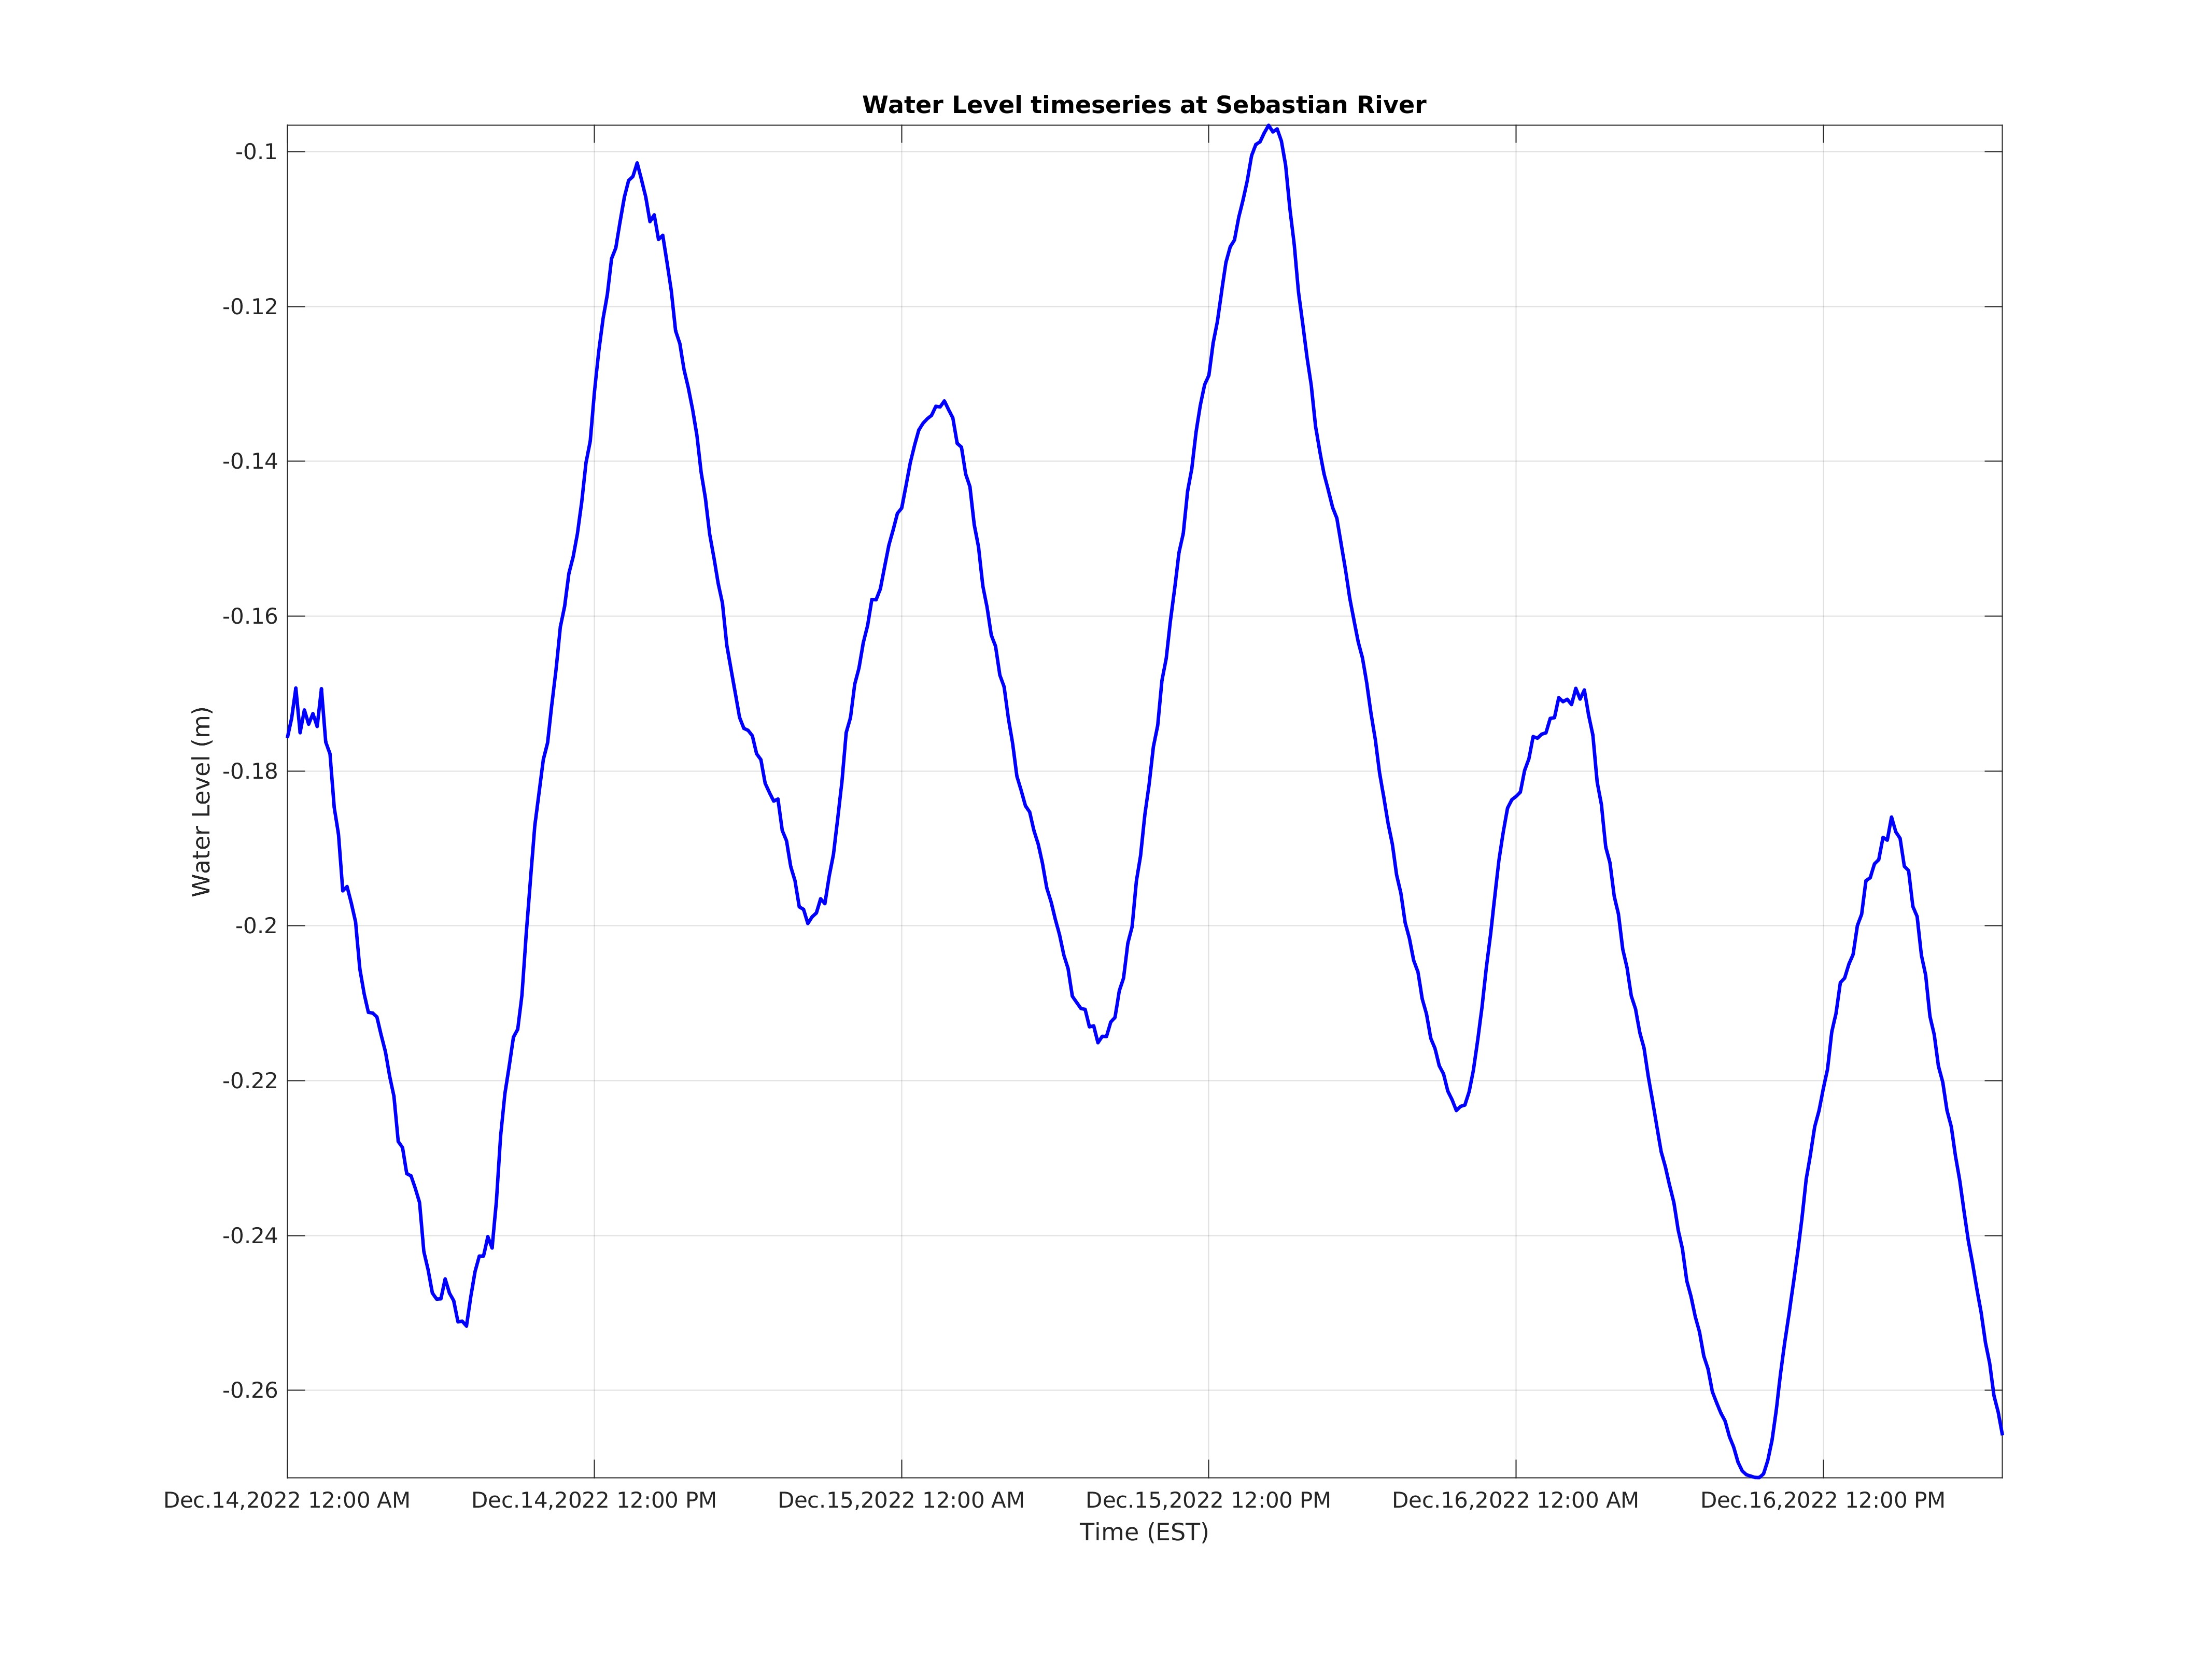 Water Level timeseries at Sebastian River
-0.1
-0.12
-0.14
-0.16
-0.18
-0.2
-0.22
-0.24
-0.26
Water Level (m)
Dec.14,2022 12:00 AM Dec.14,2022 12:00 PM Dec.15,2022 12:00 AM Dec.15,2022 12:00 PM Dec.16,2022 12:00 AM Dec.16,2022 12:00 PM
Time (EST)